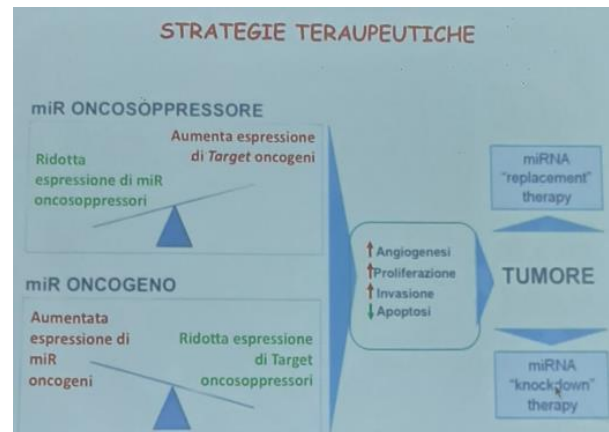 STRATEGIE TERAUPEUTICHE
miR ONCOSOPPRESSORE
Ridotta
espressione di miR
oncosoppressori
Aumenta espressione
di Target oncogeni
miR ONCOGENO
Aumentata
espressione di
miR
oncogeni
Ridotta espressione
di Target
oncosoppressori
↑ Angiogenesi
↑ Proliferazione
↑ Invasione
↓ Apoptosi
TUMORE
miRNA
"replacement"
therapy
miRNA
"knockdown"
therapy